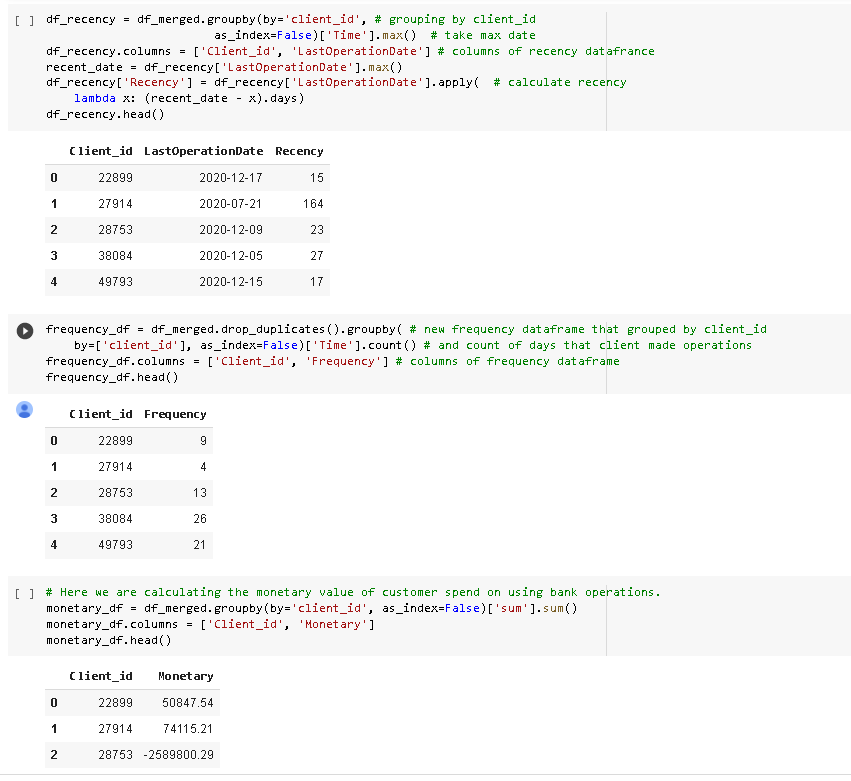 [ ] df_recency = df_merged.groupby(by='client_id', # grouping by client_id
as_index=False)['Time'].max() # take max date
df_recency.columns = ['Client_id', 'LastOperationDate'] # columns of recency datafrance
recent_date = df_recency['LastOperationDate'].max()
df_recency['Recency'] = df_recency['LastOperationDate'].apply( # calculate recency
lambda x: (recent_date - x).days)
df_recency.head()
Client_id LastOperationDate Recency
0 22899 2020-12-17 15
1 27914 2020-07-21 164
2 28753 2020-12-09 23
3 38084 2020-12-05 27
4 49793 2020-12-15 17
frequency_df = df_merged.drop_duplicates().groupby( # new frequency dataframe that grouped by client_id
by=['client_id'], as_index=False)['Time'].count() # and count of days that client made operations
frequency_df.columns = ['Client_id', 'Frequency'] # columns of frequency dataframe
frequency_df.head()
Client_id Frequency
0 22899 9
1 27914 4
2 28753 13
3 38084 26
4 49793 21
[ ] # Here we are calculating the monetary value of customer spend on using bank operations.
monetary_df = df_merged.groupby(by='client_id', as_index=False)['sum'].sum()
monetary_df.columns = ['Client_id', 'Monetary']
monetary_df.head()
Client_id Monetary
0 22899 50847.54
1 27914 74115.21
2 28753 -2589800.29